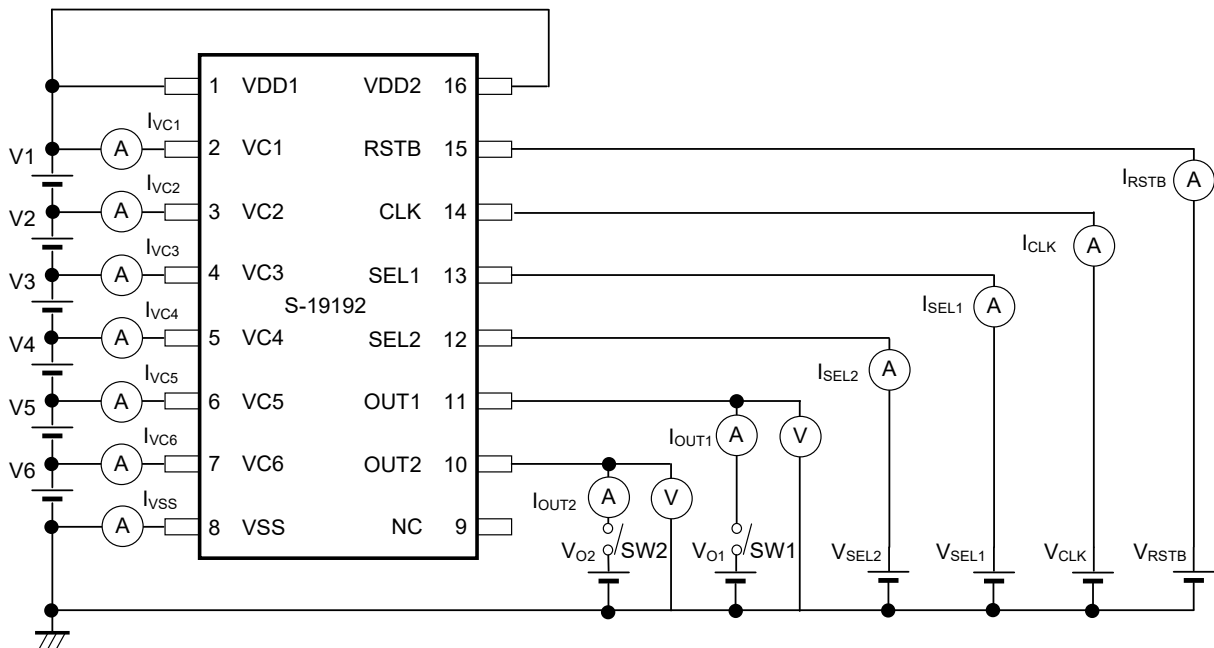 1 VDD1 VDD2 16
IVC1
V1 A 2 VC1 RSTB 15
IRSTB A
IVC2
V2 A 3 VC2 CLK 14
ICLK A
IVC3
V3 A 4 VC3 SEL1 13
S-19192
ISEL1 A
IVC4
V4 A 5 VC4 SEL2 12
ISEL2 A
IVC5
V5 A 6 VC5 OUT1 11
IOUT1 A V
IVC6
V6 A 7 VC6 OUT2 10
IOUT2 A V
IVSS
A 8 VSS NC 9
VO2 SW2 VO1 SW1 VSEL2 VSEL1 VCLK VRSTB